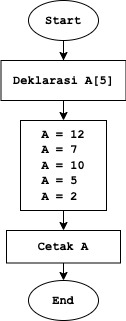 Start
Deklarasi A[5]
A = 12
A = 7
A = 10
A = 5
A = 2
Cetak A
End